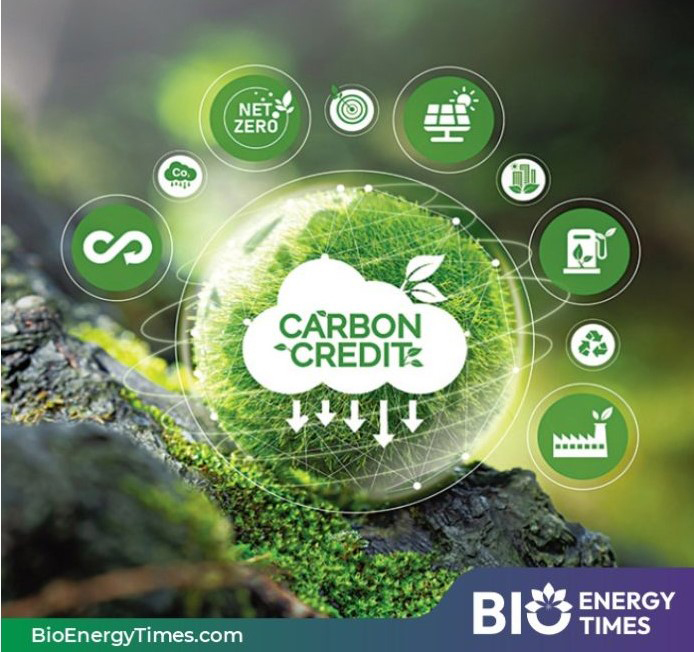 NET
ZERO
Co₂
CARBON
CREDIT
BioEnergyTimes.com
BIO ENERGY
TIMES